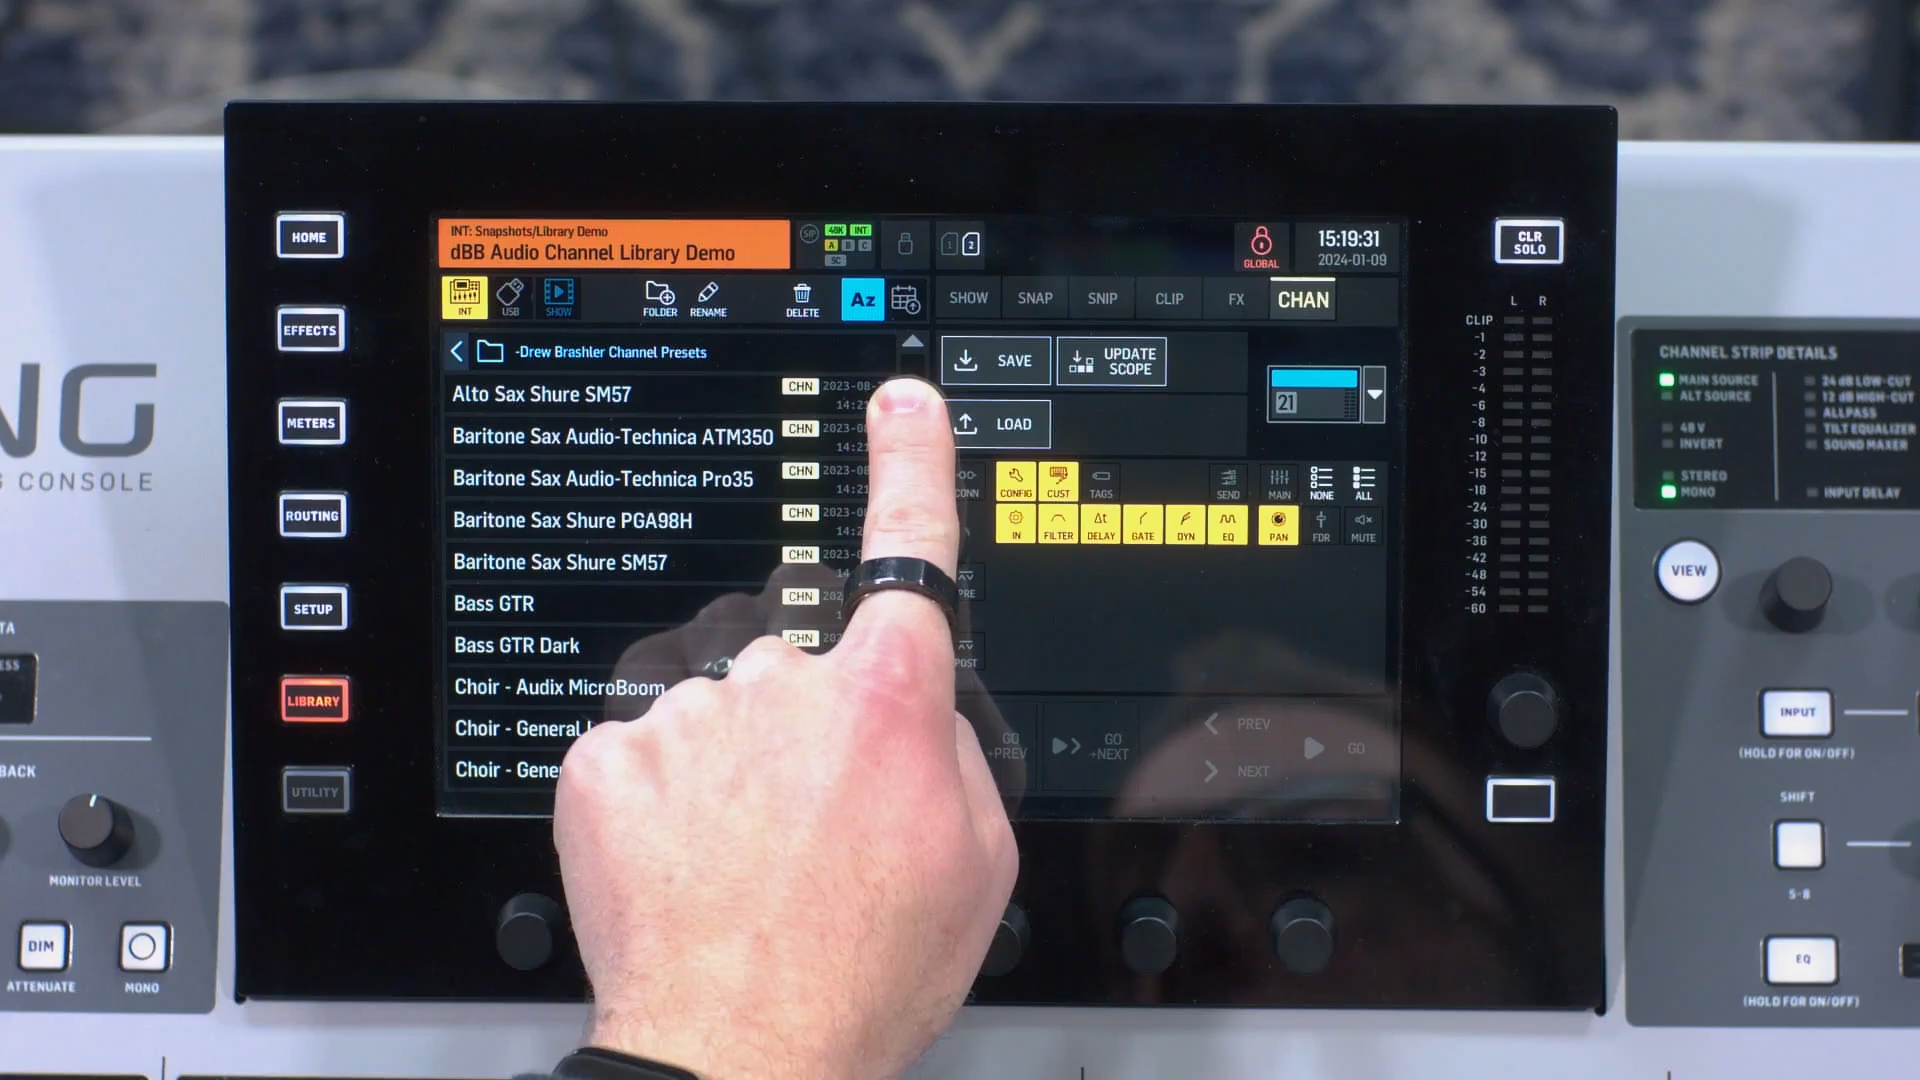 HOME
EFFECTS
METERS
ROUTING
SETUP
LIBRARY
UTILITY
NG
CONSOLE
BACK
MONITOR LEVEL
DIM
ATTENUATE
MONO
INT: Snapshots/Library Demo
dBB Audio Channel Library Demo
SIP
48K INT
A B C
SC
1 2
GLOBAL
15:19:31
2024-01-09
INT
USB
SHOW
FOLDER
RENAME
DELETE
Az
SHOW
SNAP
SNIP
CLIP
FX
CHAN
-Drew Brashler Channel Presets
Alto Sax Shure SM57
CHN
Baritone Sax Audio-Technica ATM350
CHN
Baritone Sax Audio-Technica Pro35
CHN
Baritone Sax Shure PGA98H
CHN
Baritone Sax Shure SM57
CHN
Bass GTR
CHN
Bass GTR Dark
CHN
Choir - Audix MicroBoom
Choir - General
Choir -
SAVE
UPDATE
SCOPE
LOAD
21
CONFIG
CUST
TAGS
SEND
MAIN
NONE
ALL
IN
FILTER
DELAY
GATE
DYN
EQ
PAN
FDR
MUTE
PRE
POST
GO
+PREV
GO
+NEXT
PREV
NEXT
GO
CLR
SOLO
L R
CLIP
-1
-2
-3
-4
-6
-8
-10
-12
-15
-18
-24
-30
-36
-42
-48
-54
-60
CHANNEL STRIP DETAILS
MAIN SOURCE
ALT SOURCE
48 V
INVERT
STEREO
MONO
24 dB LOW-CUT
12 dB HIGH-CUT
ALLPASS
TILT EQUALIZER
SOUND MAXER
INPUT DELAY
VIEW
INPUT
(HOLD FOR ON/OFF)
SHIFT
5-8
EQ
(HOLD FOR ON/OFF)